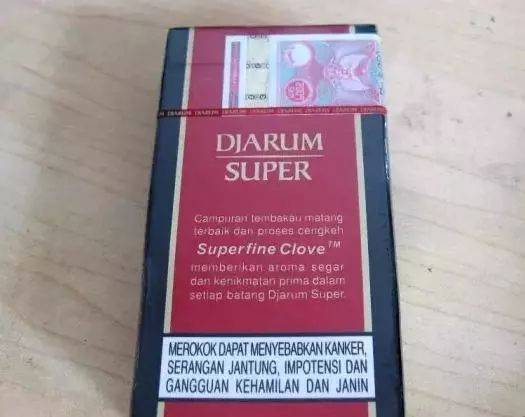 DJARUM
SUPER
Campuran tembakau matang
terbaik dan proses cengkeh
Superfine Clove™
memberikan aroma segar
dan kenikmatan prima dalam
setiap batang Djarum Super.
MEROKOK DAPAT MENYEBABKAN KANKER,
SERANGAN JANTUNG, IMPOTENSI DAN
GANGGUAN KEHAMILAN DAN JANIN